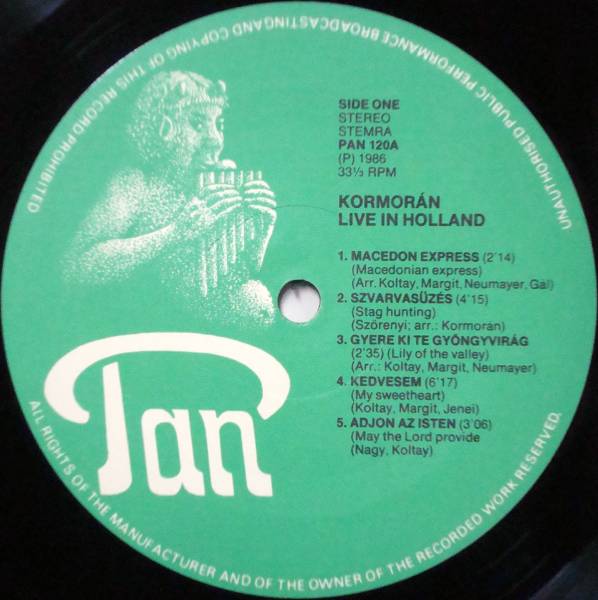 UNAUTHORISED PUBLIC PERFORMANCE BROADCASTINGAND COPYING OF THIS RECORD PROHIBITED
SIDE ONE
STEREO
STEMRA
PAN 120A
(P) 1986
33⅓ RPM
KORMORÁN
LIVE IN HOLLAND
1. MACEDON EXPRESS (2'14)
(Macedonian express)
(Arr. Koltay, Margit, Neumayer, Gal)
2. SZVARVASÜZÉS (4'15)
(Stag hunting)
(Szörenyi; arr.: Kormorán)
3. GYERE KI TE GYÖNGYVIRÁG
(2'35) (Lily of the valley)
(Arr.: Koltay, Margit, Neumayer)
4. KEDVESEM (6'17)
(My sweetheart)
(Koltay, Margit, Jenei)
5. ADJON AZ ISTEN (3'06)
(May the Lord provide
(Nagy, Koltay)
Pan
ALL RIGHTS OF THE MANUFACTURER AND OF THE OWNER OF THE RECORDED WORK RESERVED.